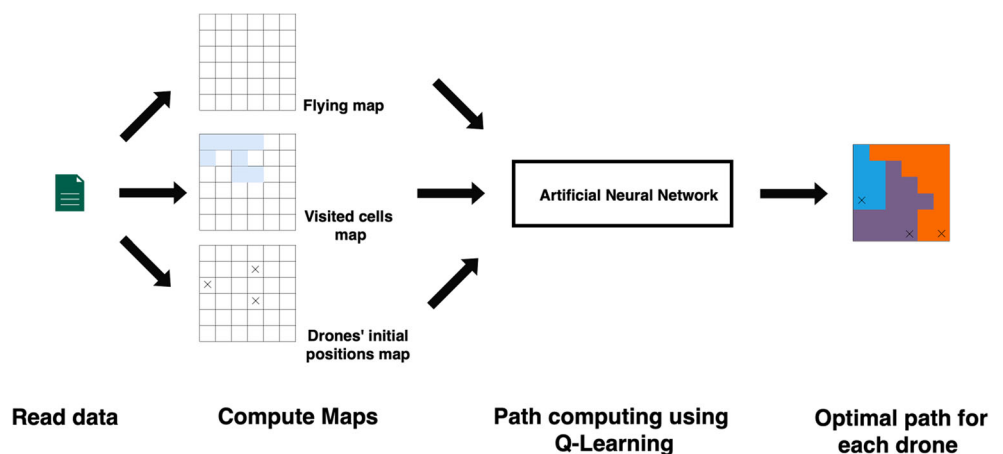 Flying map
Visited cells
map
Drones' initial
positions map
Artificial Neural Network
Read data
Compute Maps
Path computing using
Q-Learning
Optimal path for
each drone